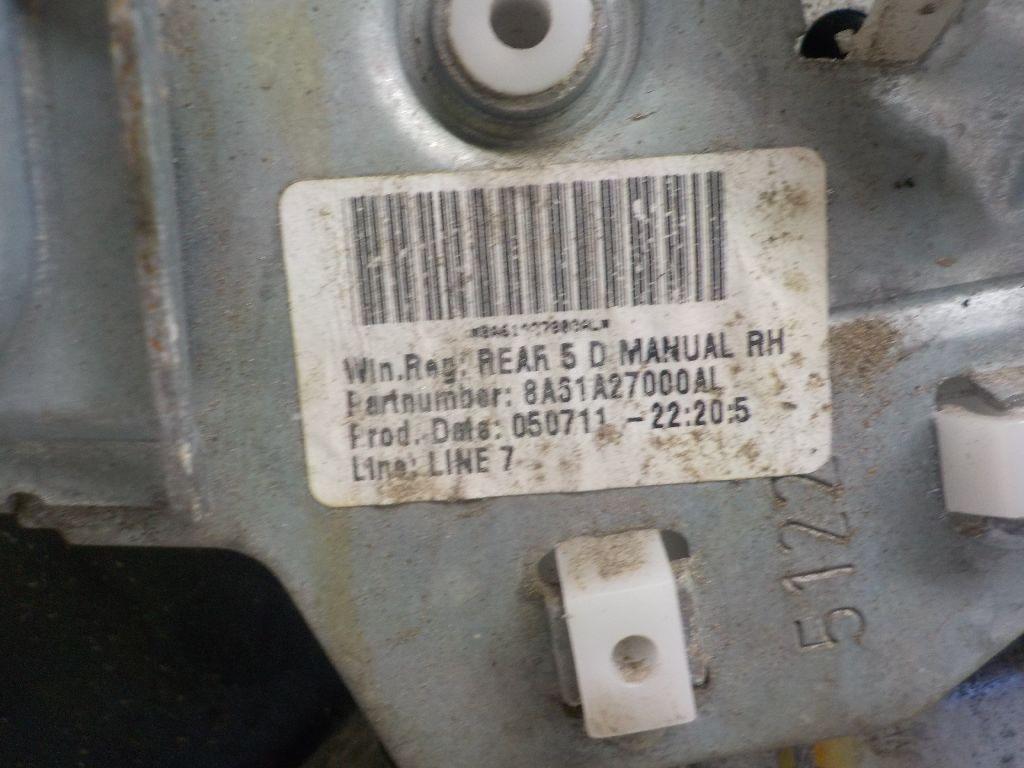 Win.Reg: REAR 5 D MANUAL RH
Partnumber: 8A61A27000AL
Prod. Date: 050711 - 22:20:5
Line: LINE 7
5122